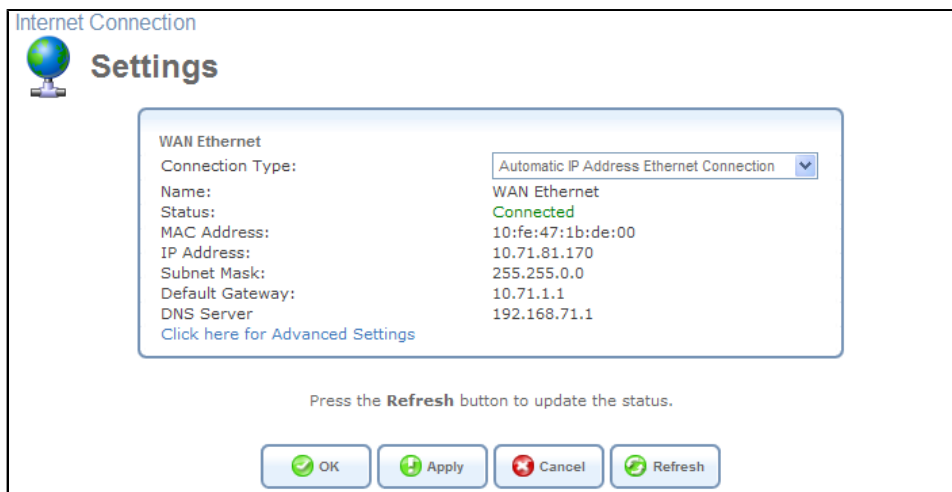 Internet Connection
Settings
WAN Ethernet
Connection Type: Automatic IP Address Ethernet Connection
Name: WAN Ethernet
Status: Connected
MAC Address: 10:fe:47:1b:de:00
IP Address: 10.71.81.170
Subnet Mask: 255.255.0.0
Default Gateway: 10.71.1.1
DNS Server 192.168.71.1
Click here for Advanced Settings
Press the Refresh button to update the status.
OK Apply Cancel Refresh